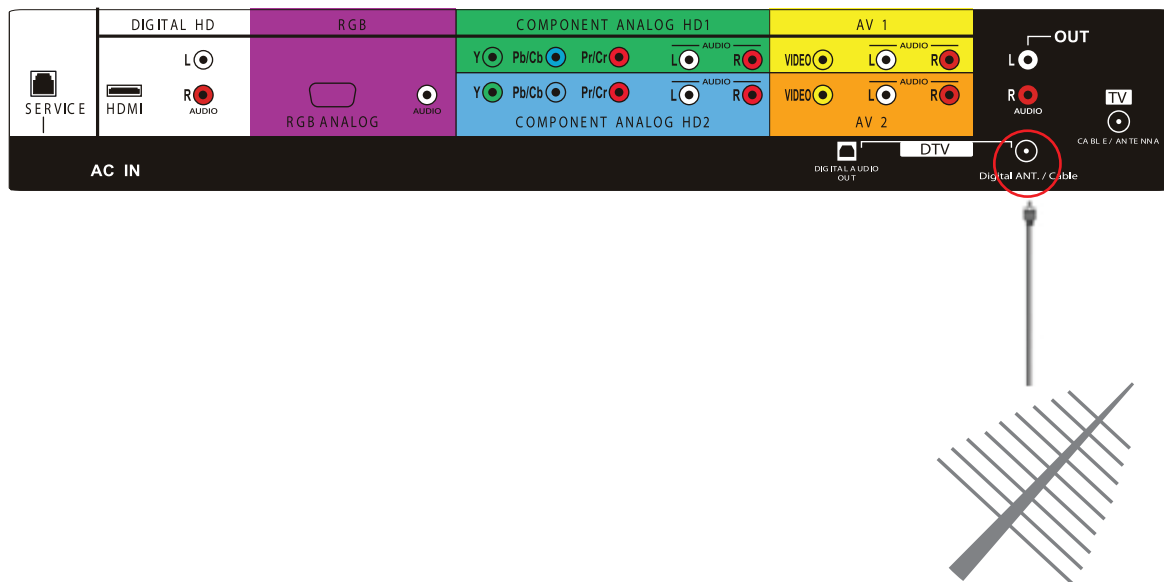 DIGITAL HD
RGB
COMPONENT ANALOG HD1
AV 1
OUT
L
Y Pb/Cb Pr/Cr L AUDIO R
VIDEO L AUDIO R
L
SERVICE
HDMI
R
AUDIO
RGB ANALOG
AUDIO
Y Pb/Cb Pr/Cr L AUDIO R
COMPONENT ANALOG HD2
VIDEO L AUDIO R
AV 2
R
AUDIO
TV
CABLE / ANTENNA
AC IN
DIGITAL AUDIO
OUT
DTV
Digital ANT. / Cable